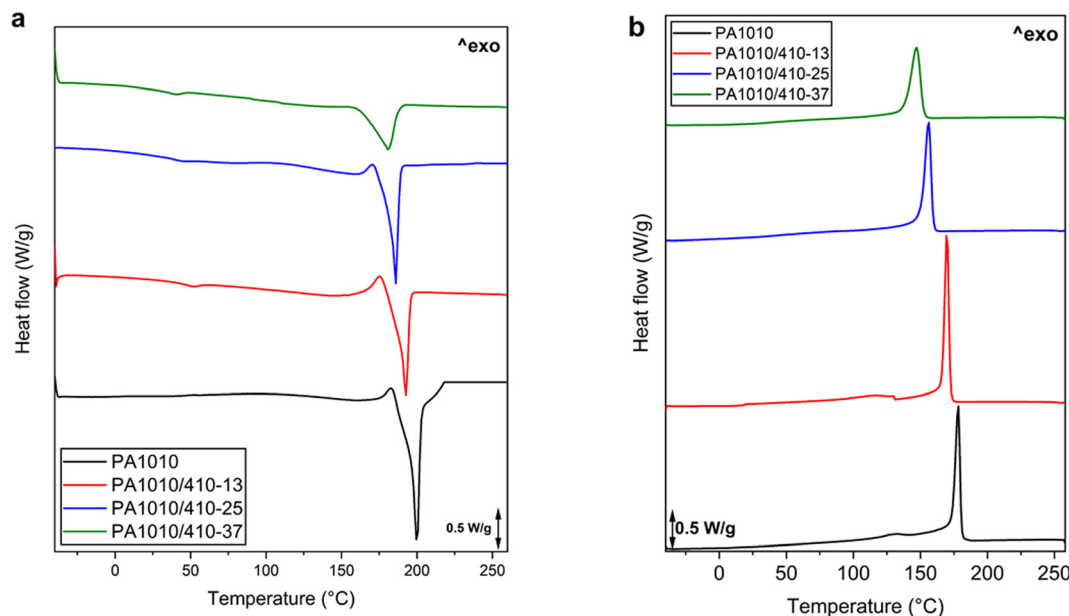 a
^exo
Heat flow (W/g)
PA1010
PA1010/410-13
PA1010/410-25
PA1010/410-37
0.5 W/g
0 50 100 150 200 250
Temperature (°C)
b
PA1010
PA1010/410-13
PA1010/410-25
PA1010/410-37
^exo
Heat flow (W/g)
0.5 W/g
0 50 100 150 200 250
Temperature (°C)